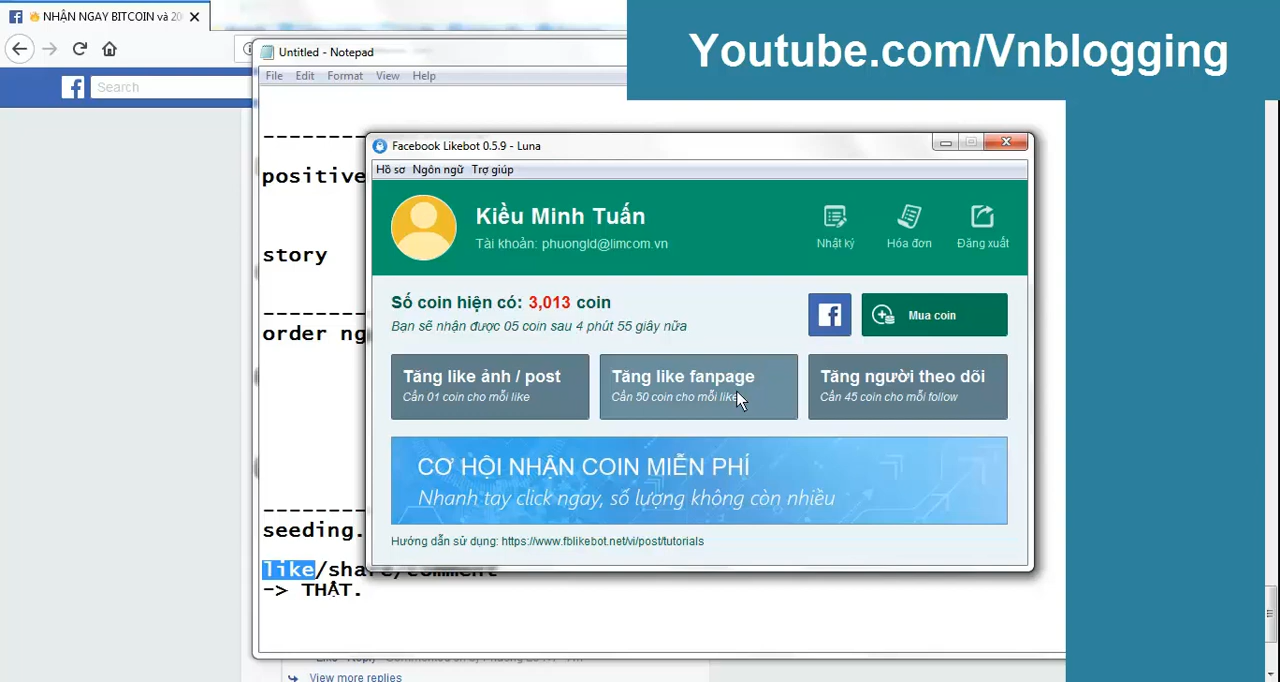 🔥 NHẬN NGAY BITCOIN và 20
Youtube.com/Vnblogging
Untitled - Notepad
File Edit Format View Help
Search
positive
story
order ng
seeding.
like/share/comment
-> THẬT.
Facebook Likebot 0.5.9 - Luna
Hồ sơ Ngôn ngữ Trợ giúp
Kiều Minh Tuấn
Tài khoản: phuongld@limcom.vn
Nhật ký
Hóa đơn
Đăng xuất
Số coin hiện có: 3,013 coin
Bạn sẽ nhận được 05 coin sau 4 phút 55 giây nữa
Mua coin
Tăng like ảnh / post
Cần 01 coin cho mỗi like
Tăng like fanpage
Cần 50 coin cho mỗi like
Tăng người theo dõi
Cần 45 coin cho mỗi follow
CƠ HỘI NHẬN COIN MIỄN PHÍ
Nhanh tay click ngay, số lượng không còn nhiều
Hướng dẫn sử dụng: https://www.fblikebot.net/vi/post/tutorials
View more replies